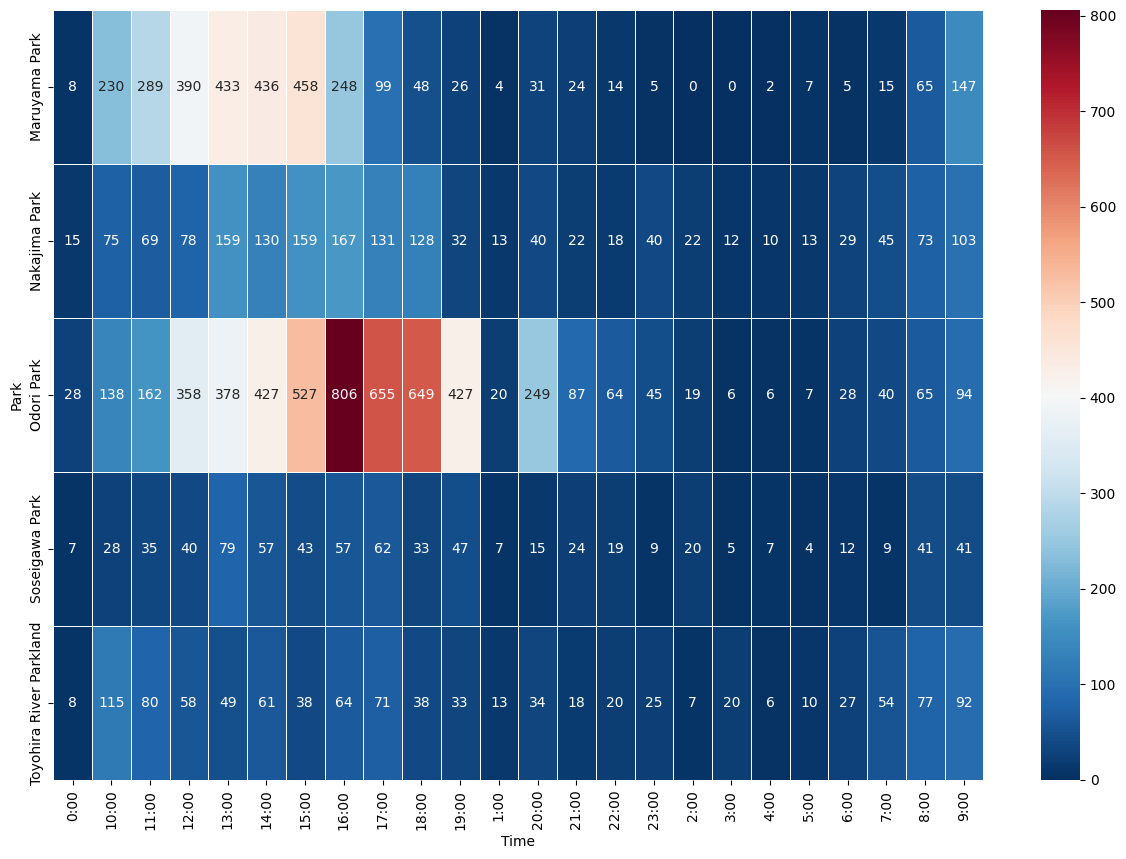 Park
Maruyama Park
8 230 289 390 433 436 458 248 99 48 26 4 31 24 14 5 0 0 2 7 5 15 65 147
Nakajima Park
15 75 69 78 159 130 159 167 131 128 32 13 40 22 18 40 22 12 10 13 29 45 73 103
Odori Park
28 138 162 358 378 427 527 806 655 649 427 20 249 87 64 45 19 6 6 7 28 40 65 94
Soseigawa Park
7 28 35 40 79 57 43 57 62 33 47 7 15 24 19 9 20 5 7 4 12 9 41 41
Toyohira River Parkland
8 115 80 58 49 61 38 64 71 38 33 13 34 18 20 25 7 20 6 10 27 54 77 92
0:00 10:00 11:00 12:00 13:00 14:00 15:00 16:00 17:00 18:00 19:00 1:00 20:00 21:00 22:00 23:00 2:00 3:00 4:00 5:00 6:00 7:00 8:00 9:00
Time
800
700
600
500
400
300
200
100
0